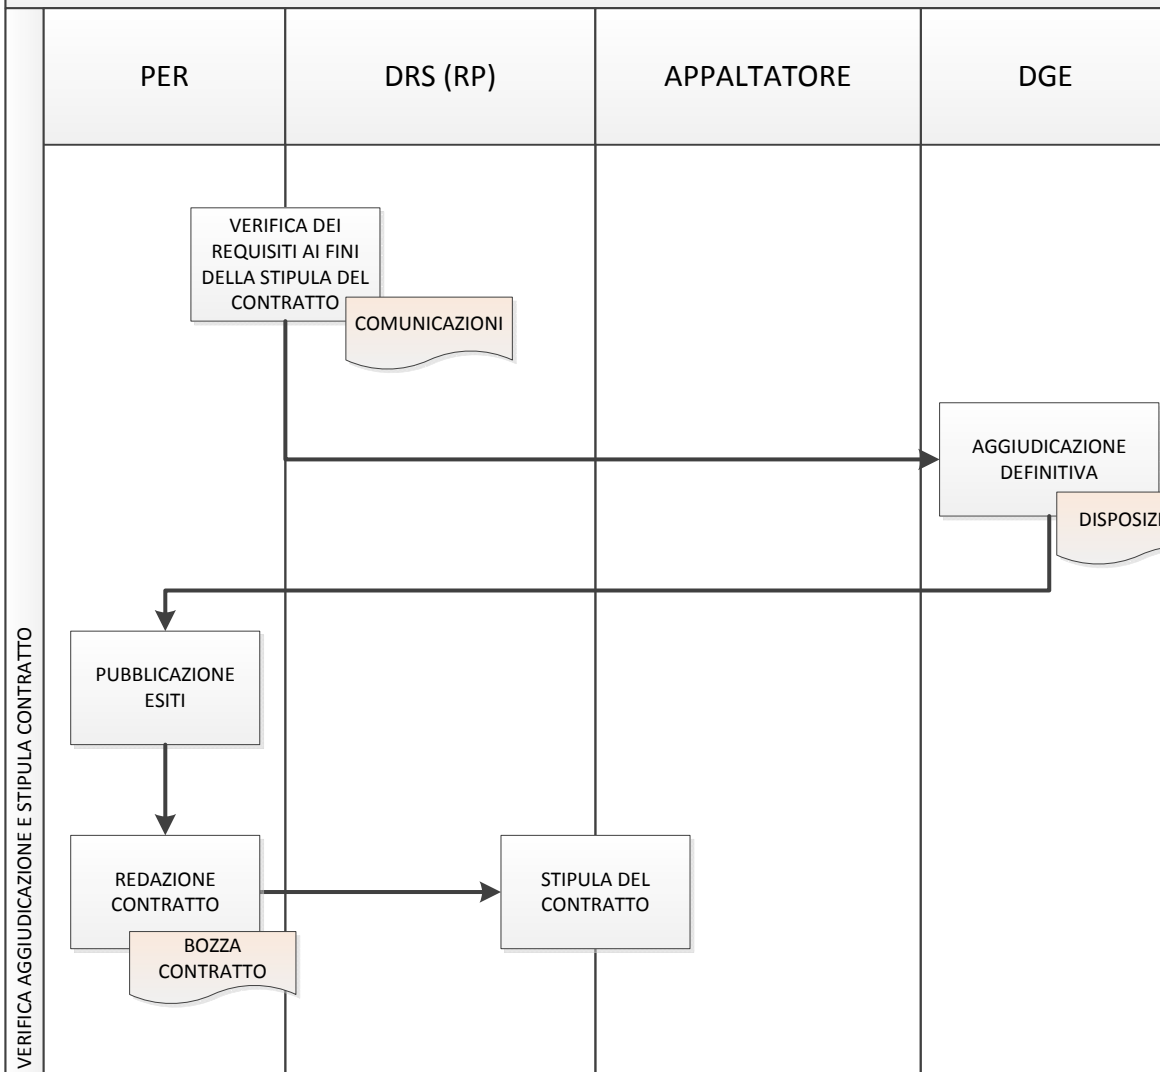 PER
DRS (RP)
APPALTATORE
DGE
VERIFICA DEI
REQUISITI AI FINI
DELLA STIPULA DEL
CONTRATTO
COMUNICAZIONI
AGGIUDICAZIONE
DEFINITIVA
DISPOSIZI
PUBBLICAZIONE
ESITI
REDAZIONE
CONTRATTO
BOZZA
CONTRATTO
STIPULA DEL
CONTRATTO
VERIFICA AGGIUDICAZIONE E STIPULA CONTRATTO